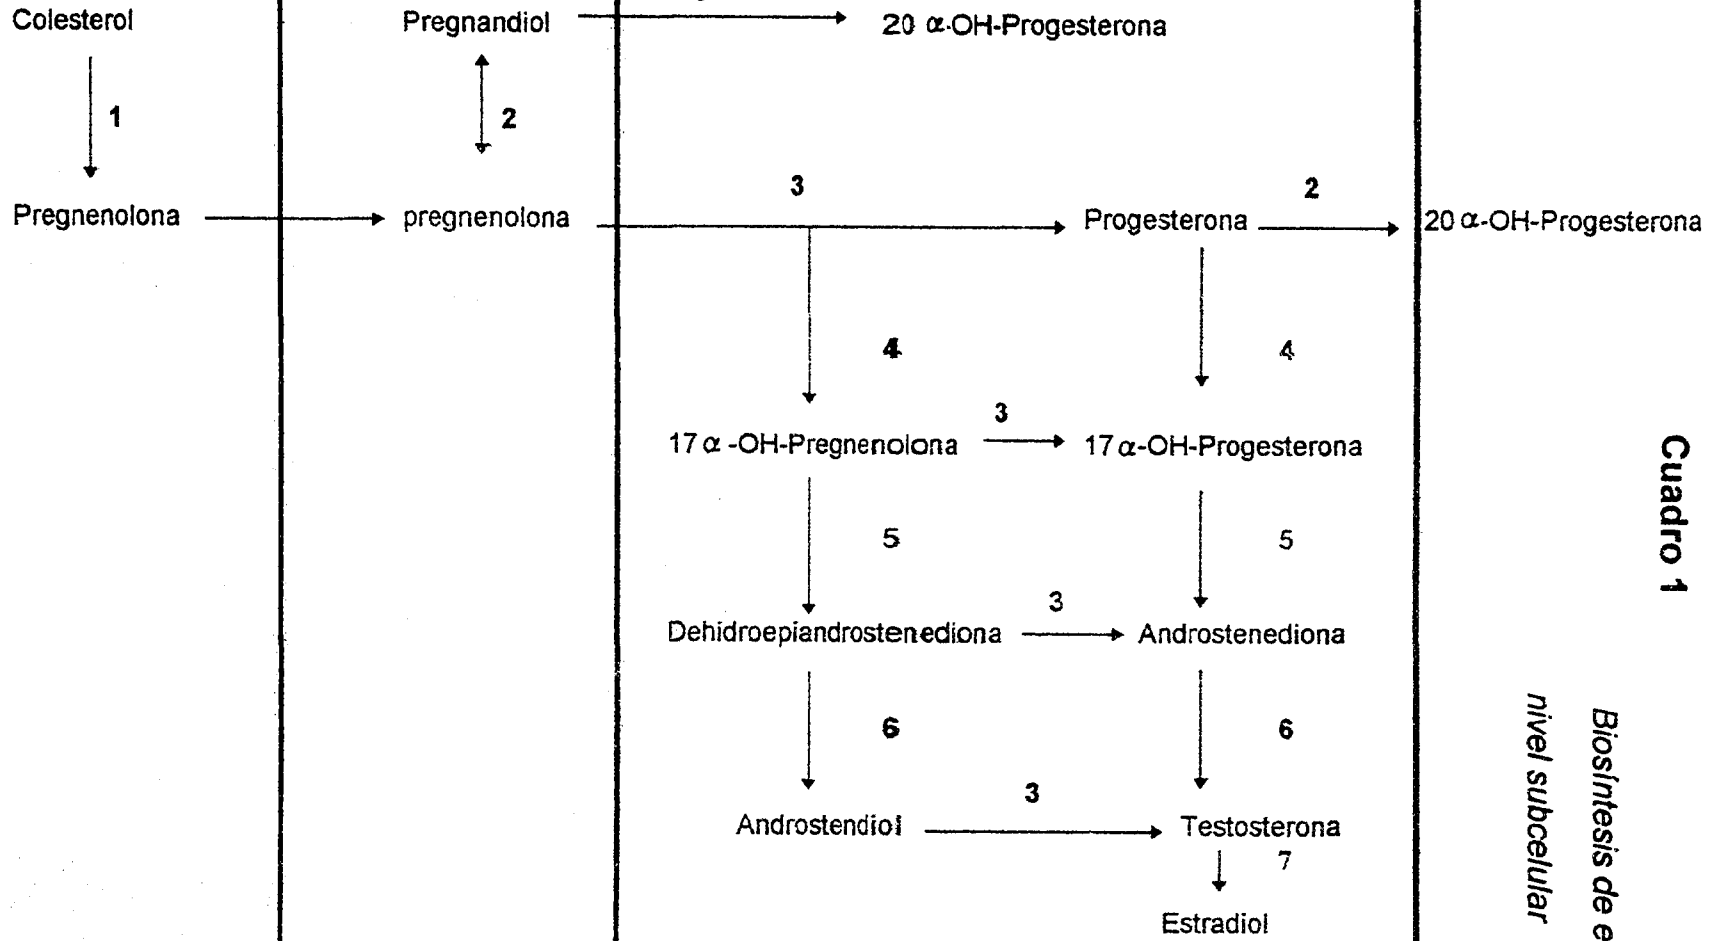 Colesterol Pregnandiol 20 α-OH-Progesterona
1 2
3 2
Pregnenolona pregnenolona Progesterona 20 α-OH-Progesterona
4 4
3
17 α -OH-Pregnenolona 17 α-OH-Progesterona
5 5
3
Dehidroepiandrostenediona Androstenediona
6 6
3
Androstendiol Testosterona
7
Estradiol
Cuadro 1
Biosíntesis de e
nivel subcelular